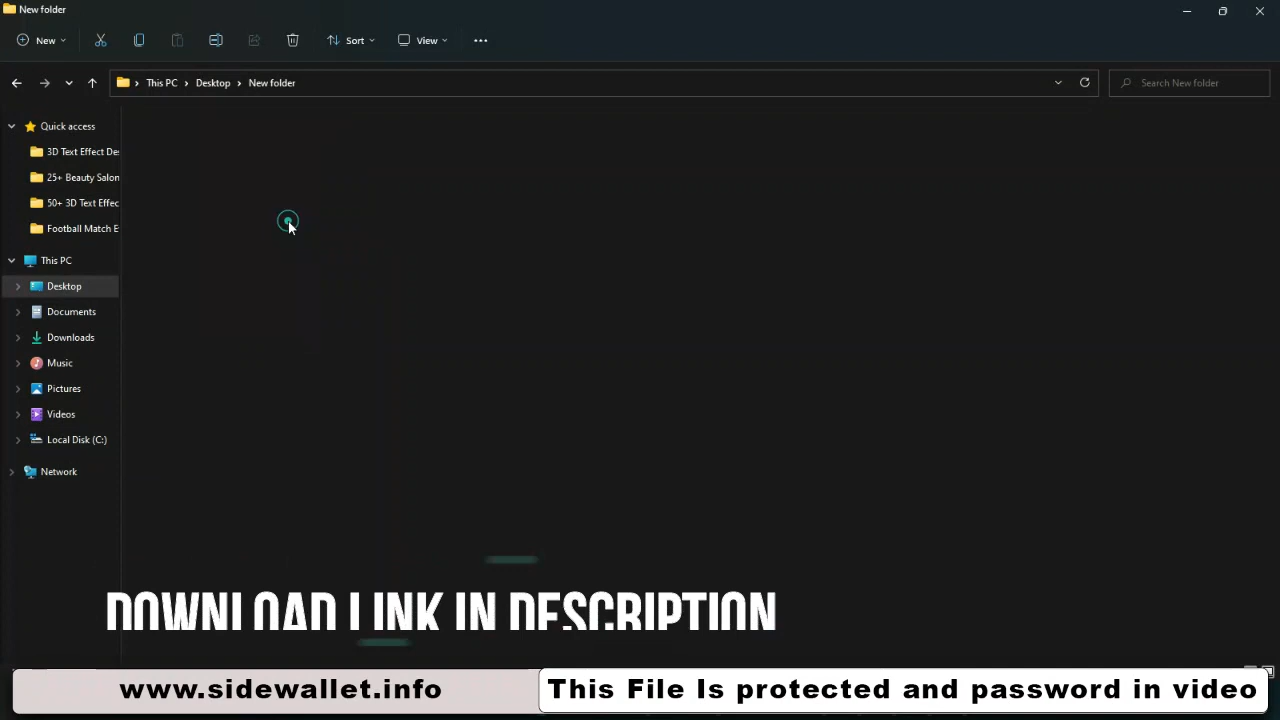 New folder
New
Sort
View
This PC
Desktop
New folder
Search New folder
Quick access
3D Text Effect De
25+ Beauty Salon
50+ 3D Text Effec
Football Match E
This PC
Desktop
Documents
Downloads
Music
Pictures
Videos
Local Disk (C:)
Network
DOWNLOAD LINK IN DESCRIPTION
www.sidewallet.info
This File Is protected and password in video